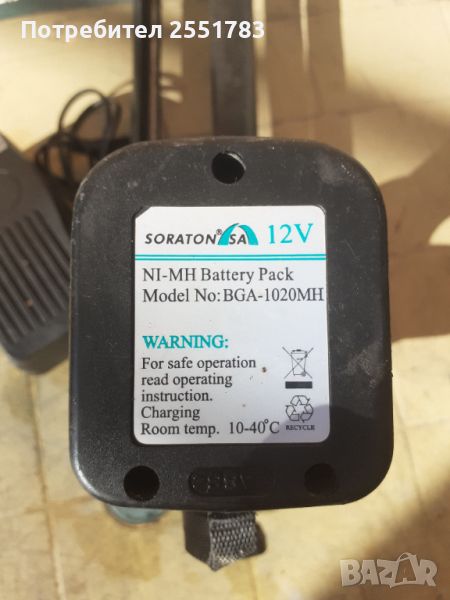 Потребител 2551783
SORATON® SA 12V
NI-MH Battery Pack
Model No:BGA-1020MH
WARNING:
For safe operation
read operating
instruction.
Charging
Room temp. 10-40°C
RECYCLE
BAZAR